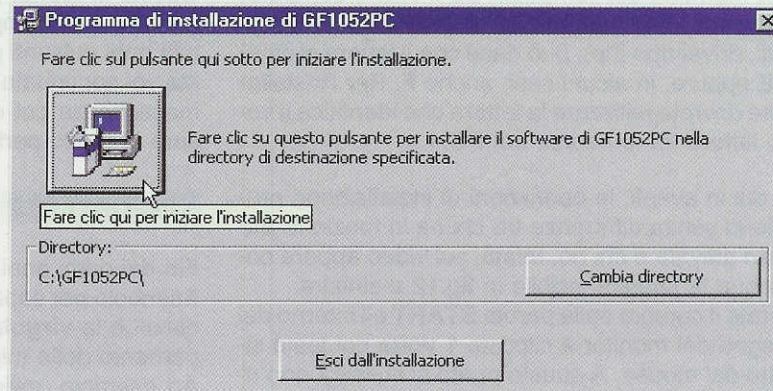 Programma di installazione di GF1052PC
Fare clic sul pulsante qui sotto per iniziare l'installazione.
Fare clic su questo pulsante per installare il software di GF1052PC nella
directory di destinazione specificata.
Fare clic qui per iniziare l'installazione
Directory:
C:\GF1052PC\
Cambia directory
Esci dall'installazione